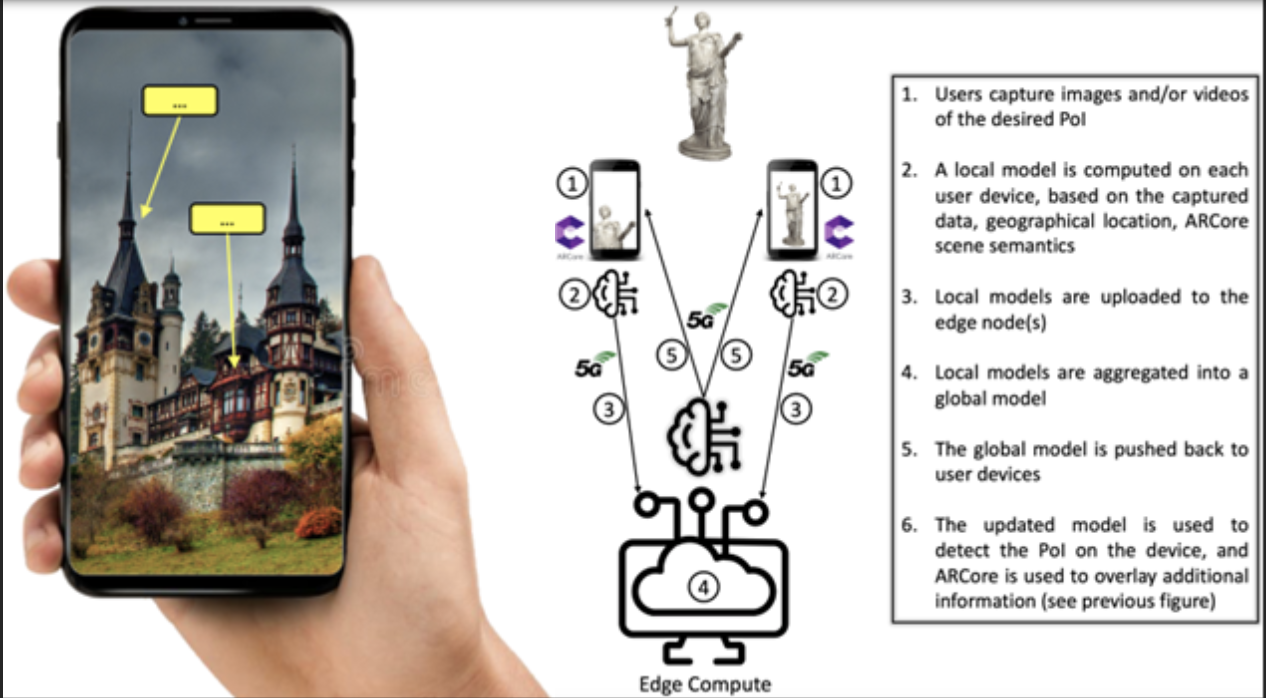 ...
...
1
1
ARCore
ARCore
2
2
5G
5G
5G
5
5
3
3
4
Edge Compute
1. Users capture images and/or videos
of the desired PoI
2. A local model is computed on each
user device, based on the captured
data, geographical location, ARCore
scene semantics
3. Local models are uploaded to the
edge node(s)
4. Local models are aggregated into a
global model
5. The global model is pushed back to
user devices
6. The updated model is used to
detect the PoI on the device, and
ARCore is used to overlay additional
information (see previous figure)